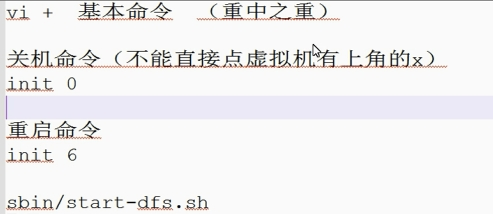 vi +  基本命令  （重中之重）
关机命令（不能直接点虚拟机有上角的x）
init 0
重启命令
init 6
sbin/start-dfs.sh